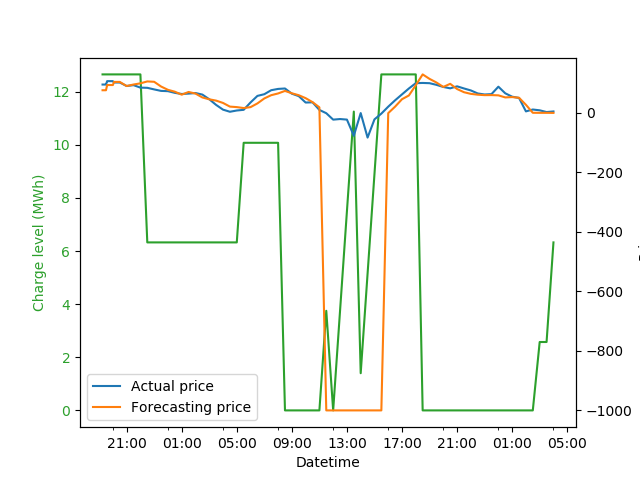 12
10
8
6
4
2
0
Charge level (MWh)
0
−200
−400
−600
−800
−1000
Actual price
Forecasting price
21:00 01:00 05:00 09:00 13:00 17:00 21:00 01:00 05:00
Datetime